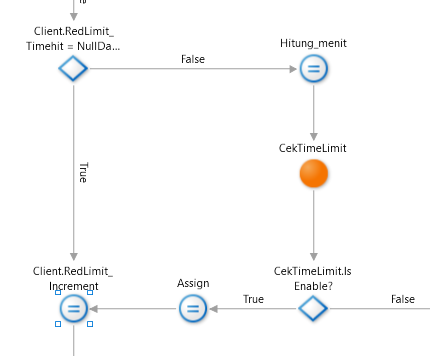 Client.RedLimit_
Timehit = NullDa...
False
Hitung_menit
True
CekTimeLimit
Client.RedLimit_
Increment
Assign
True
CekTimeLimit.Is
Enable?
False